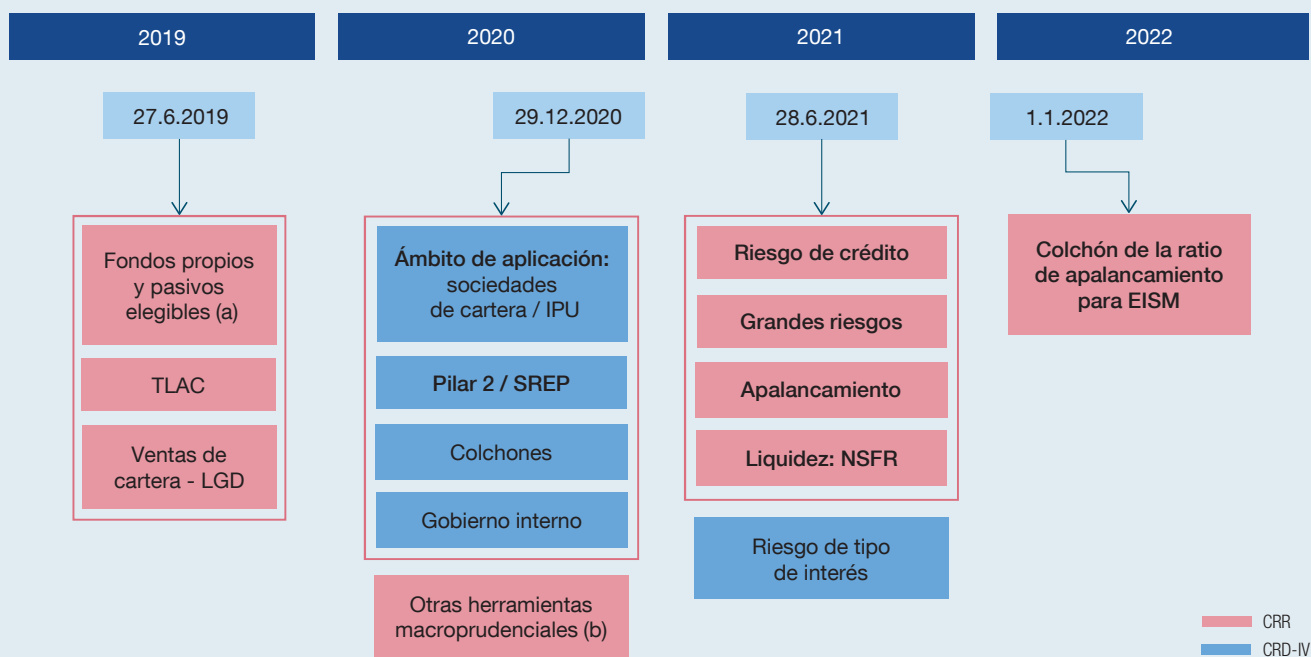 2019
2020
2021
2022
27.6.2019
29.12.2020
28.6.2021
1.1.2022
Fondos propios
y pasivos
elegibles (a)
TLAC
Ventas de
cartera - LGD
Ámbito de aplicación:
sociedades
de cartera / IPU
Pilar 2 / SREP
Colchones
Gobierno interno
Otras herramientas
macroprudenciales (b)
Riesgo de crédito
Grandes riesgos
Apalancamiento
Liquidez: NSFR
Riesgo de tipo
de interés
Colchón de la ratio
de apalancamiento
para EISM
CRR
CRD-IV